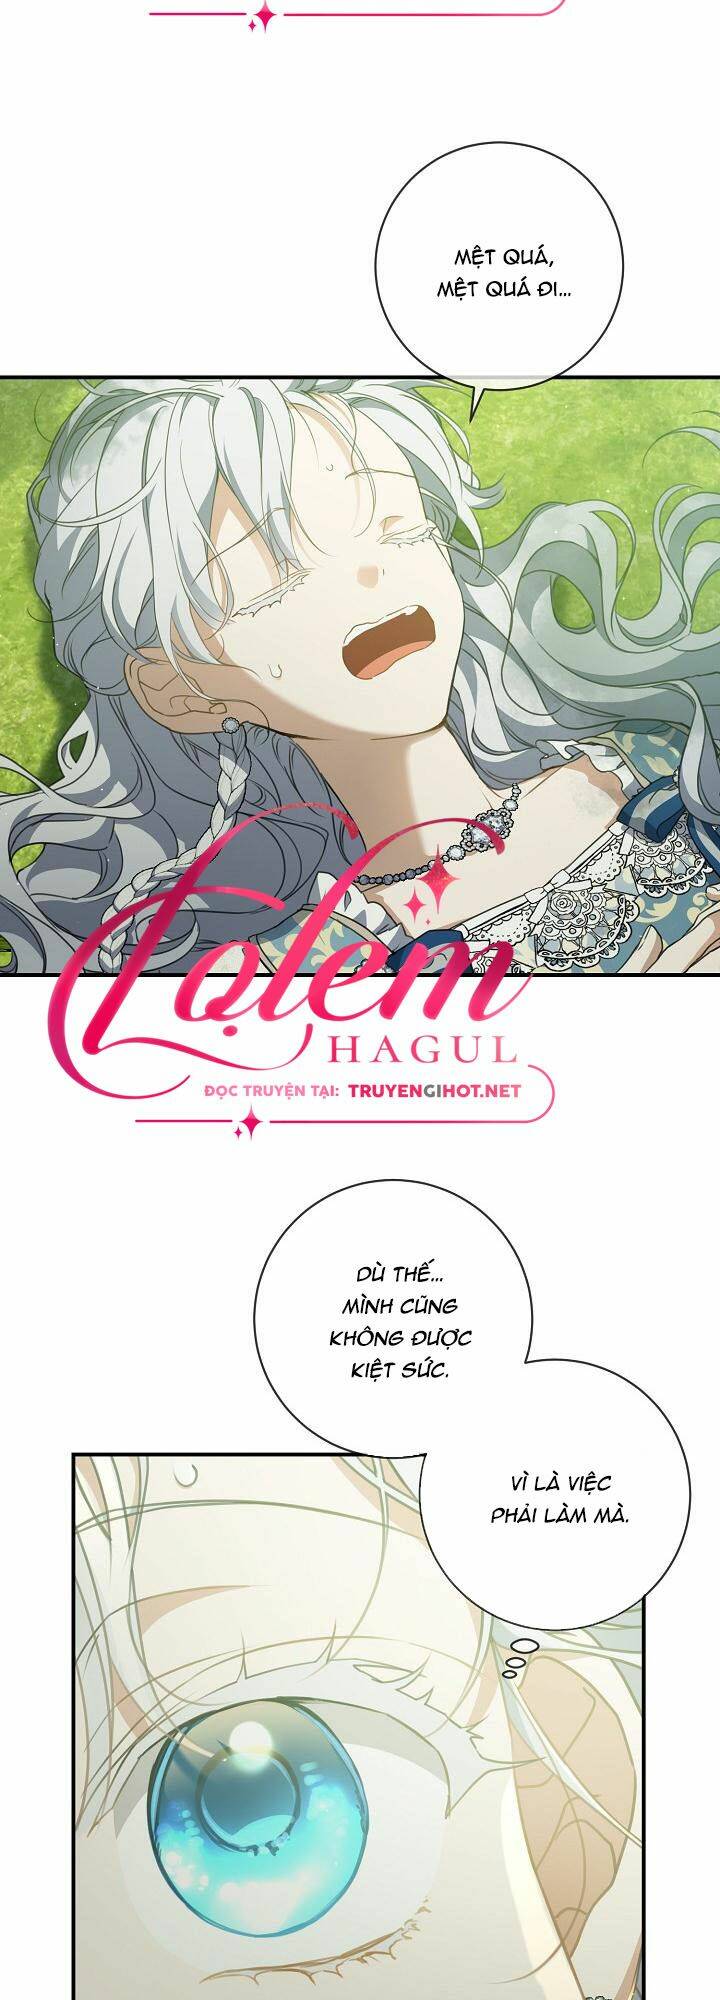 MỆT QUÁ,
MỆT QUÁ ĐI...
Lọlem
HAGUL
ĐỌC TRUYỆN TẠI: TRUYENGIHOT.NET
DÙ THẾ...
MÌNH CŨNG
KHÔNG ĐƯỢC
KIỆT SỨC.
VÌ LÀ VIỆC
PHẢI LÀM MÀ.